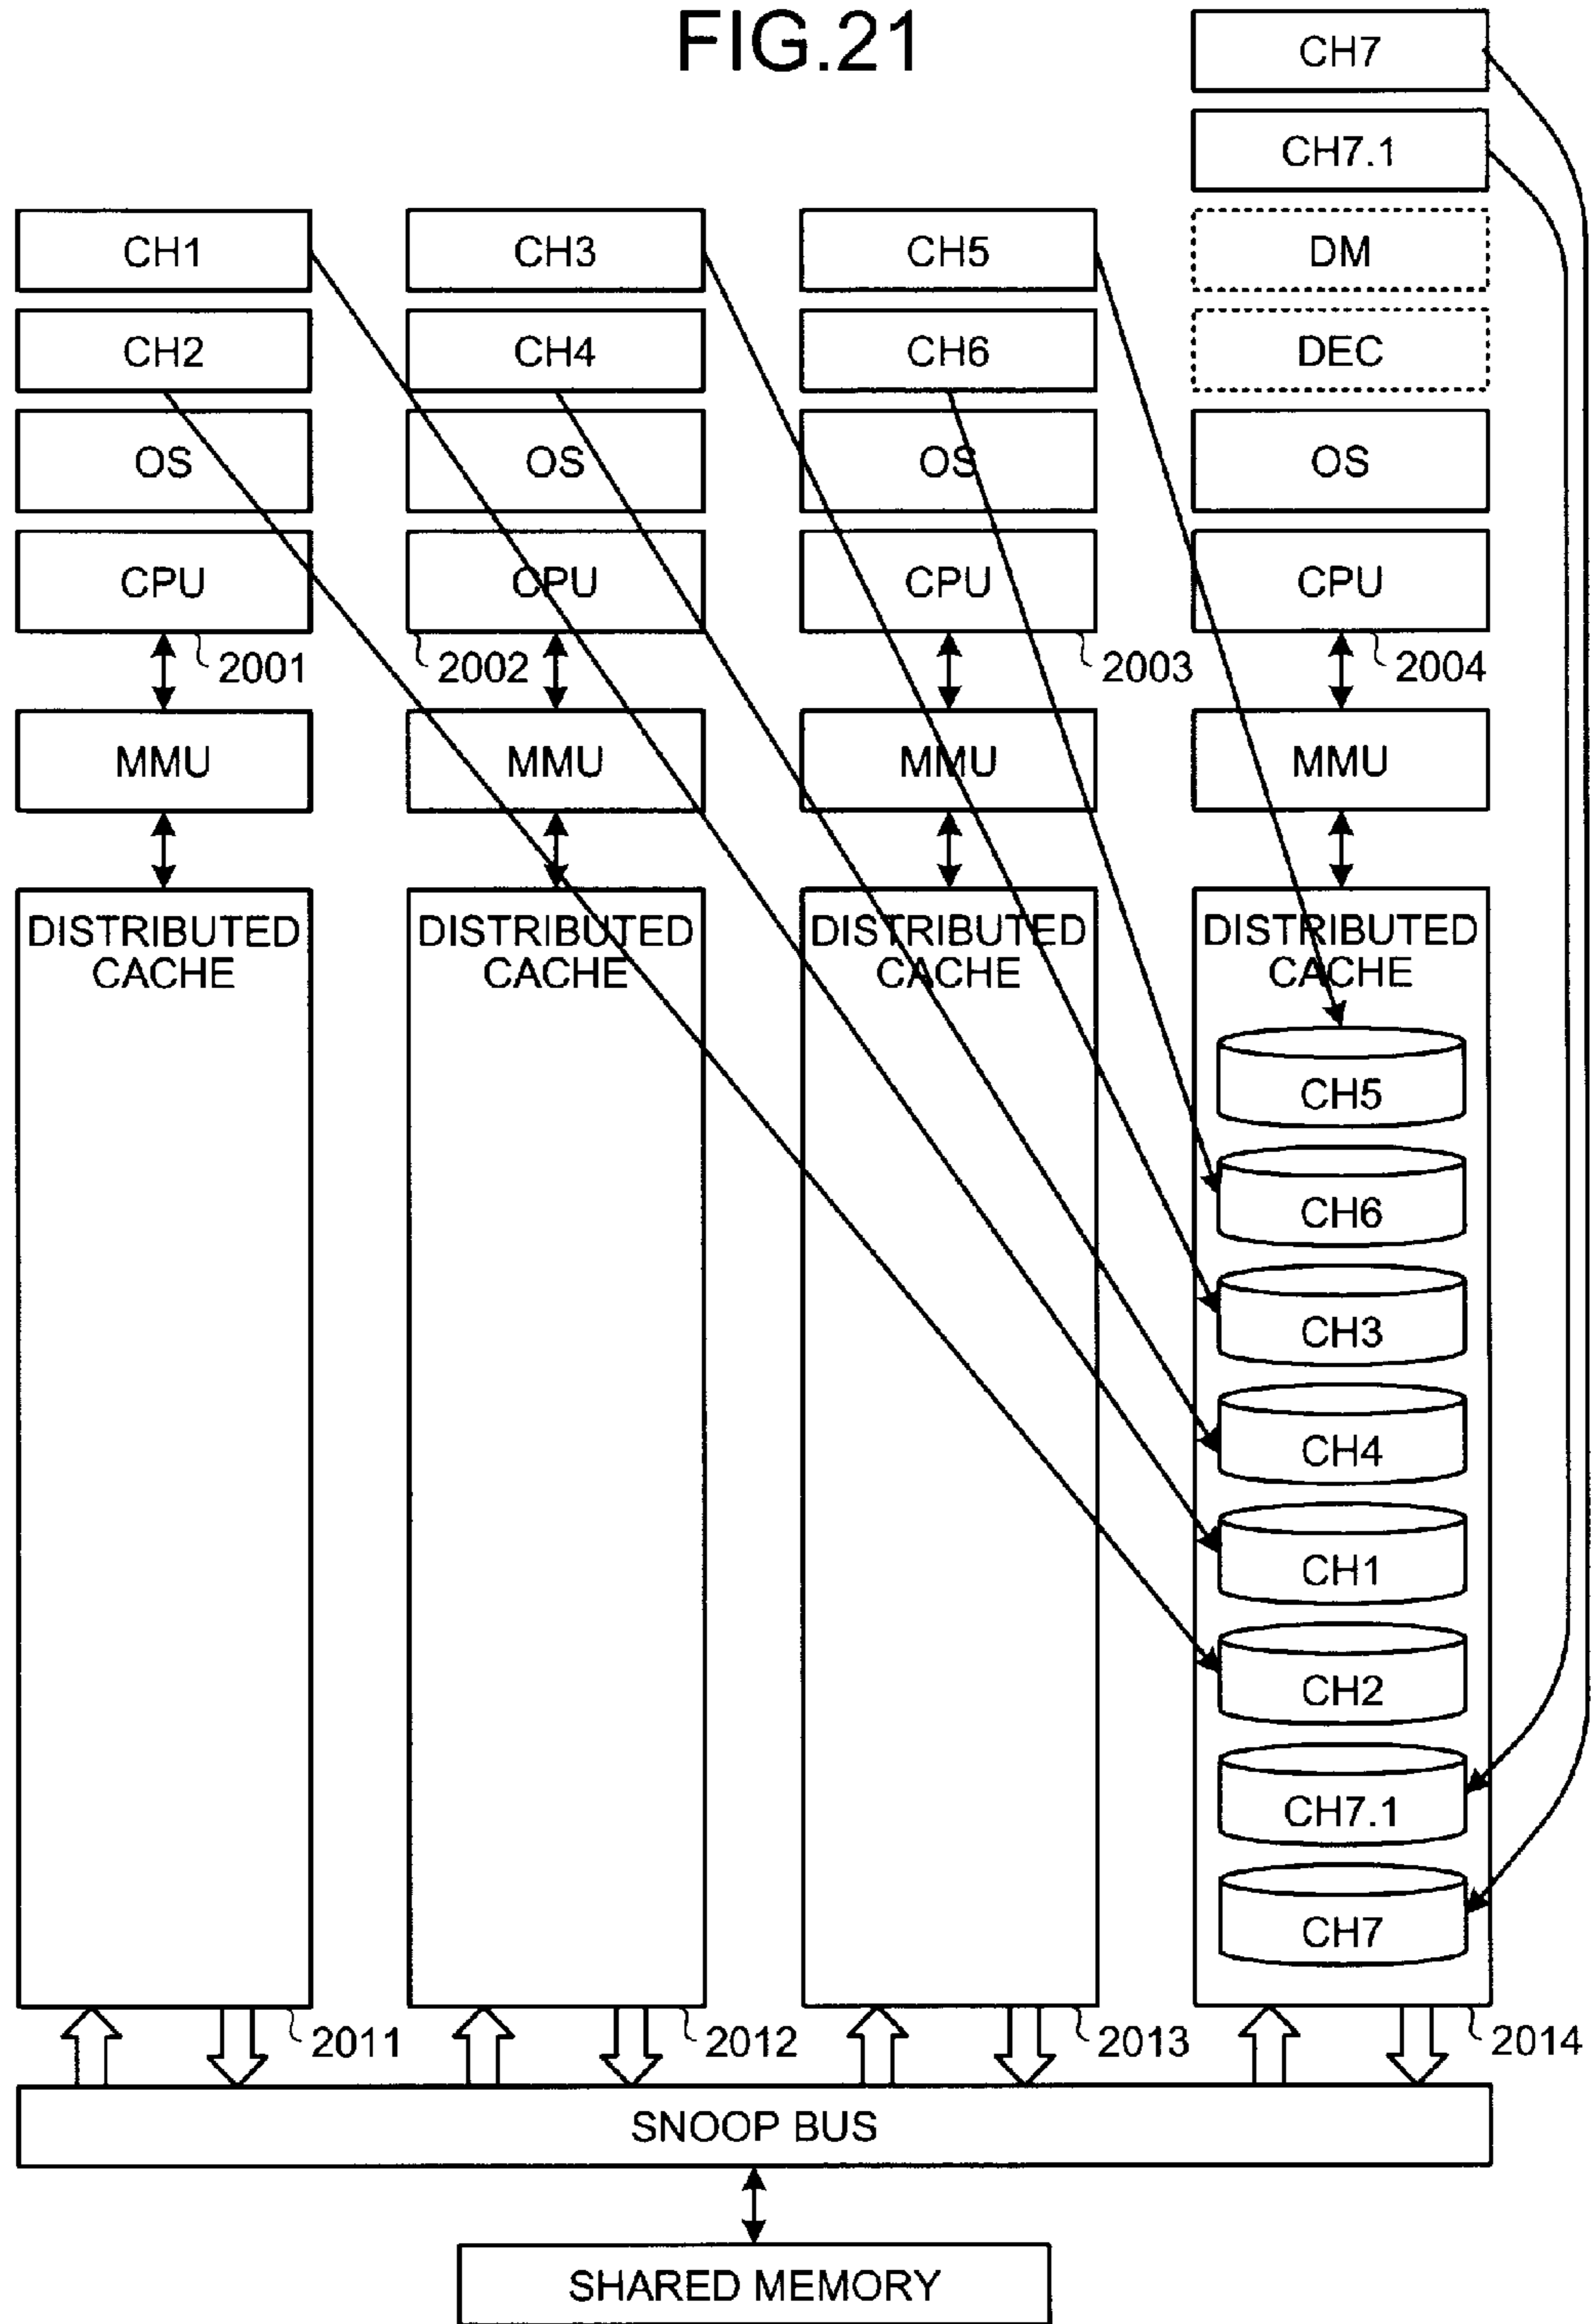 FIG.21
CH7
CH7.1
CH1
CH3
CH5
DM
CH2
CH4
CH6
DEC
OS
OS
OS
OS
CPU
CPU
CPU
CPU
2001
2002
2003
2004
MMU
MMU
MMU
MMU
DISTRIBUTED
CACHE
DISTRIBUTED
CACHE
DISTRIBUTED
CACHE
DISTRIBUTED
CACHE
CH5
CH6
CH3
CH4
CH1
CH2
CH7.1
CH7
2011
2012
2013
2014
SNOOP BUS
SHARED MEMORY